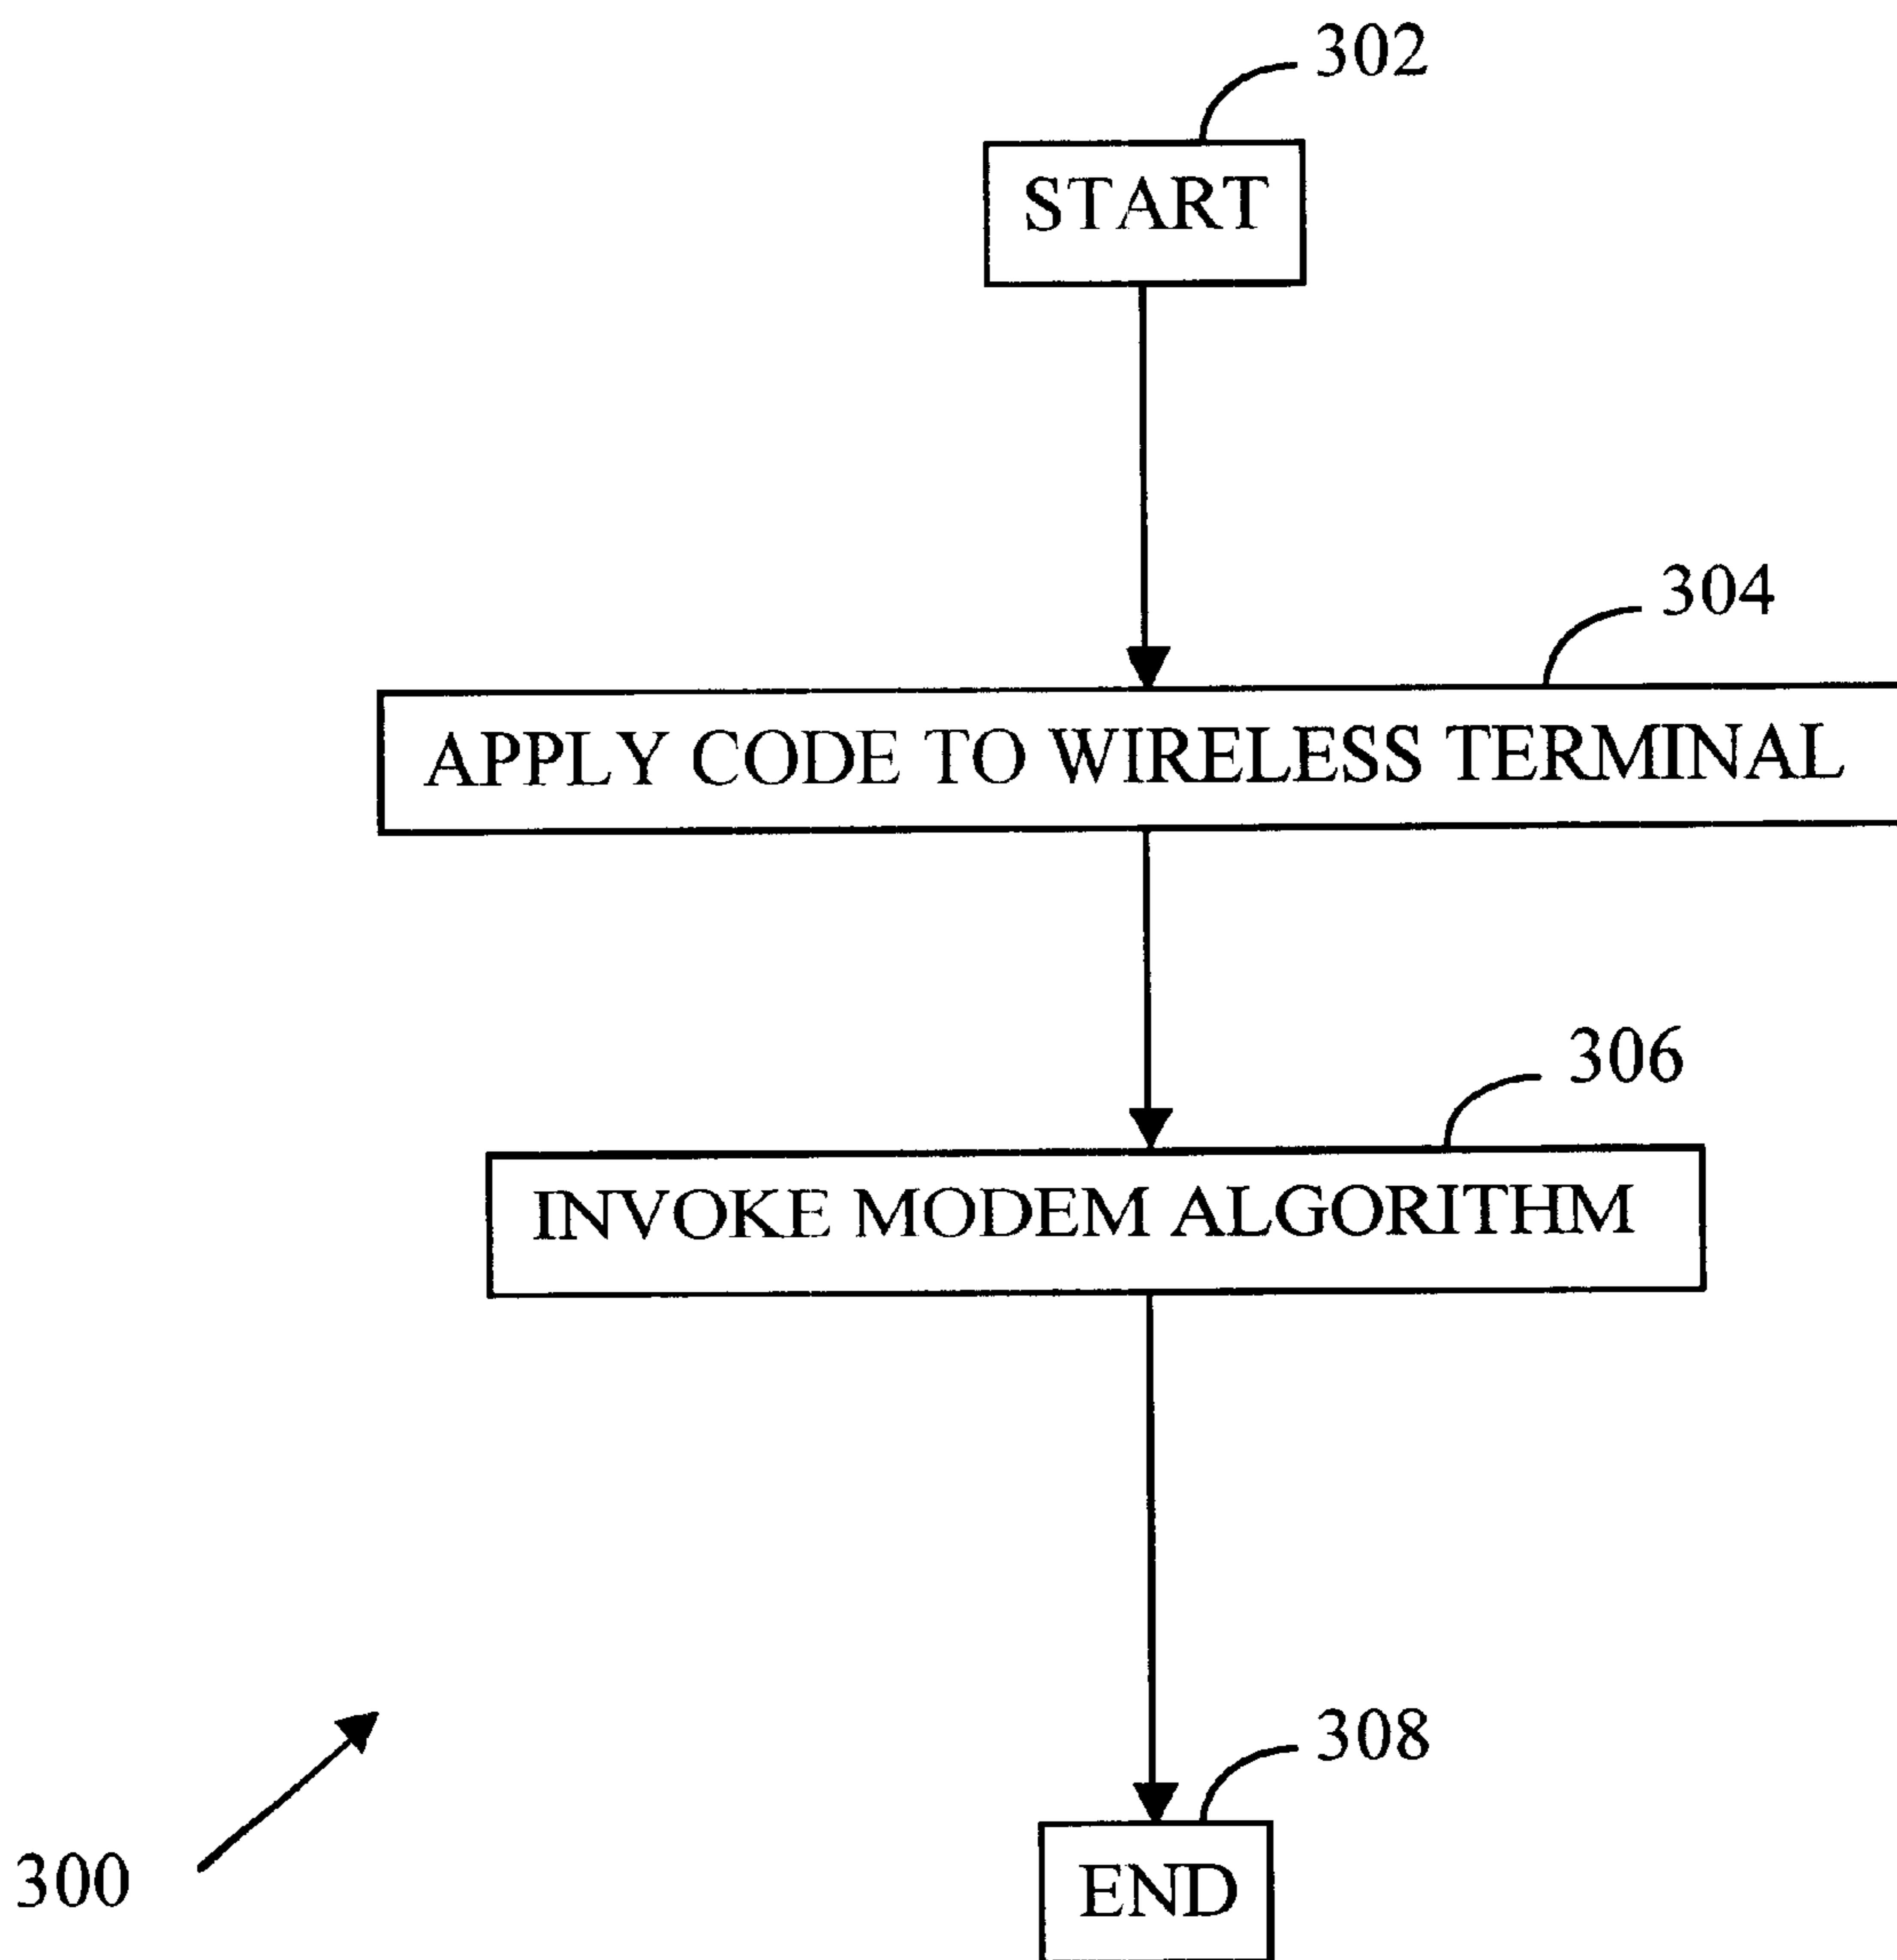 302
START
304
APPLY CODE TO WIRELESS TERMINAL
306
INVOKE MODEM ALGORITHM
308
300
END